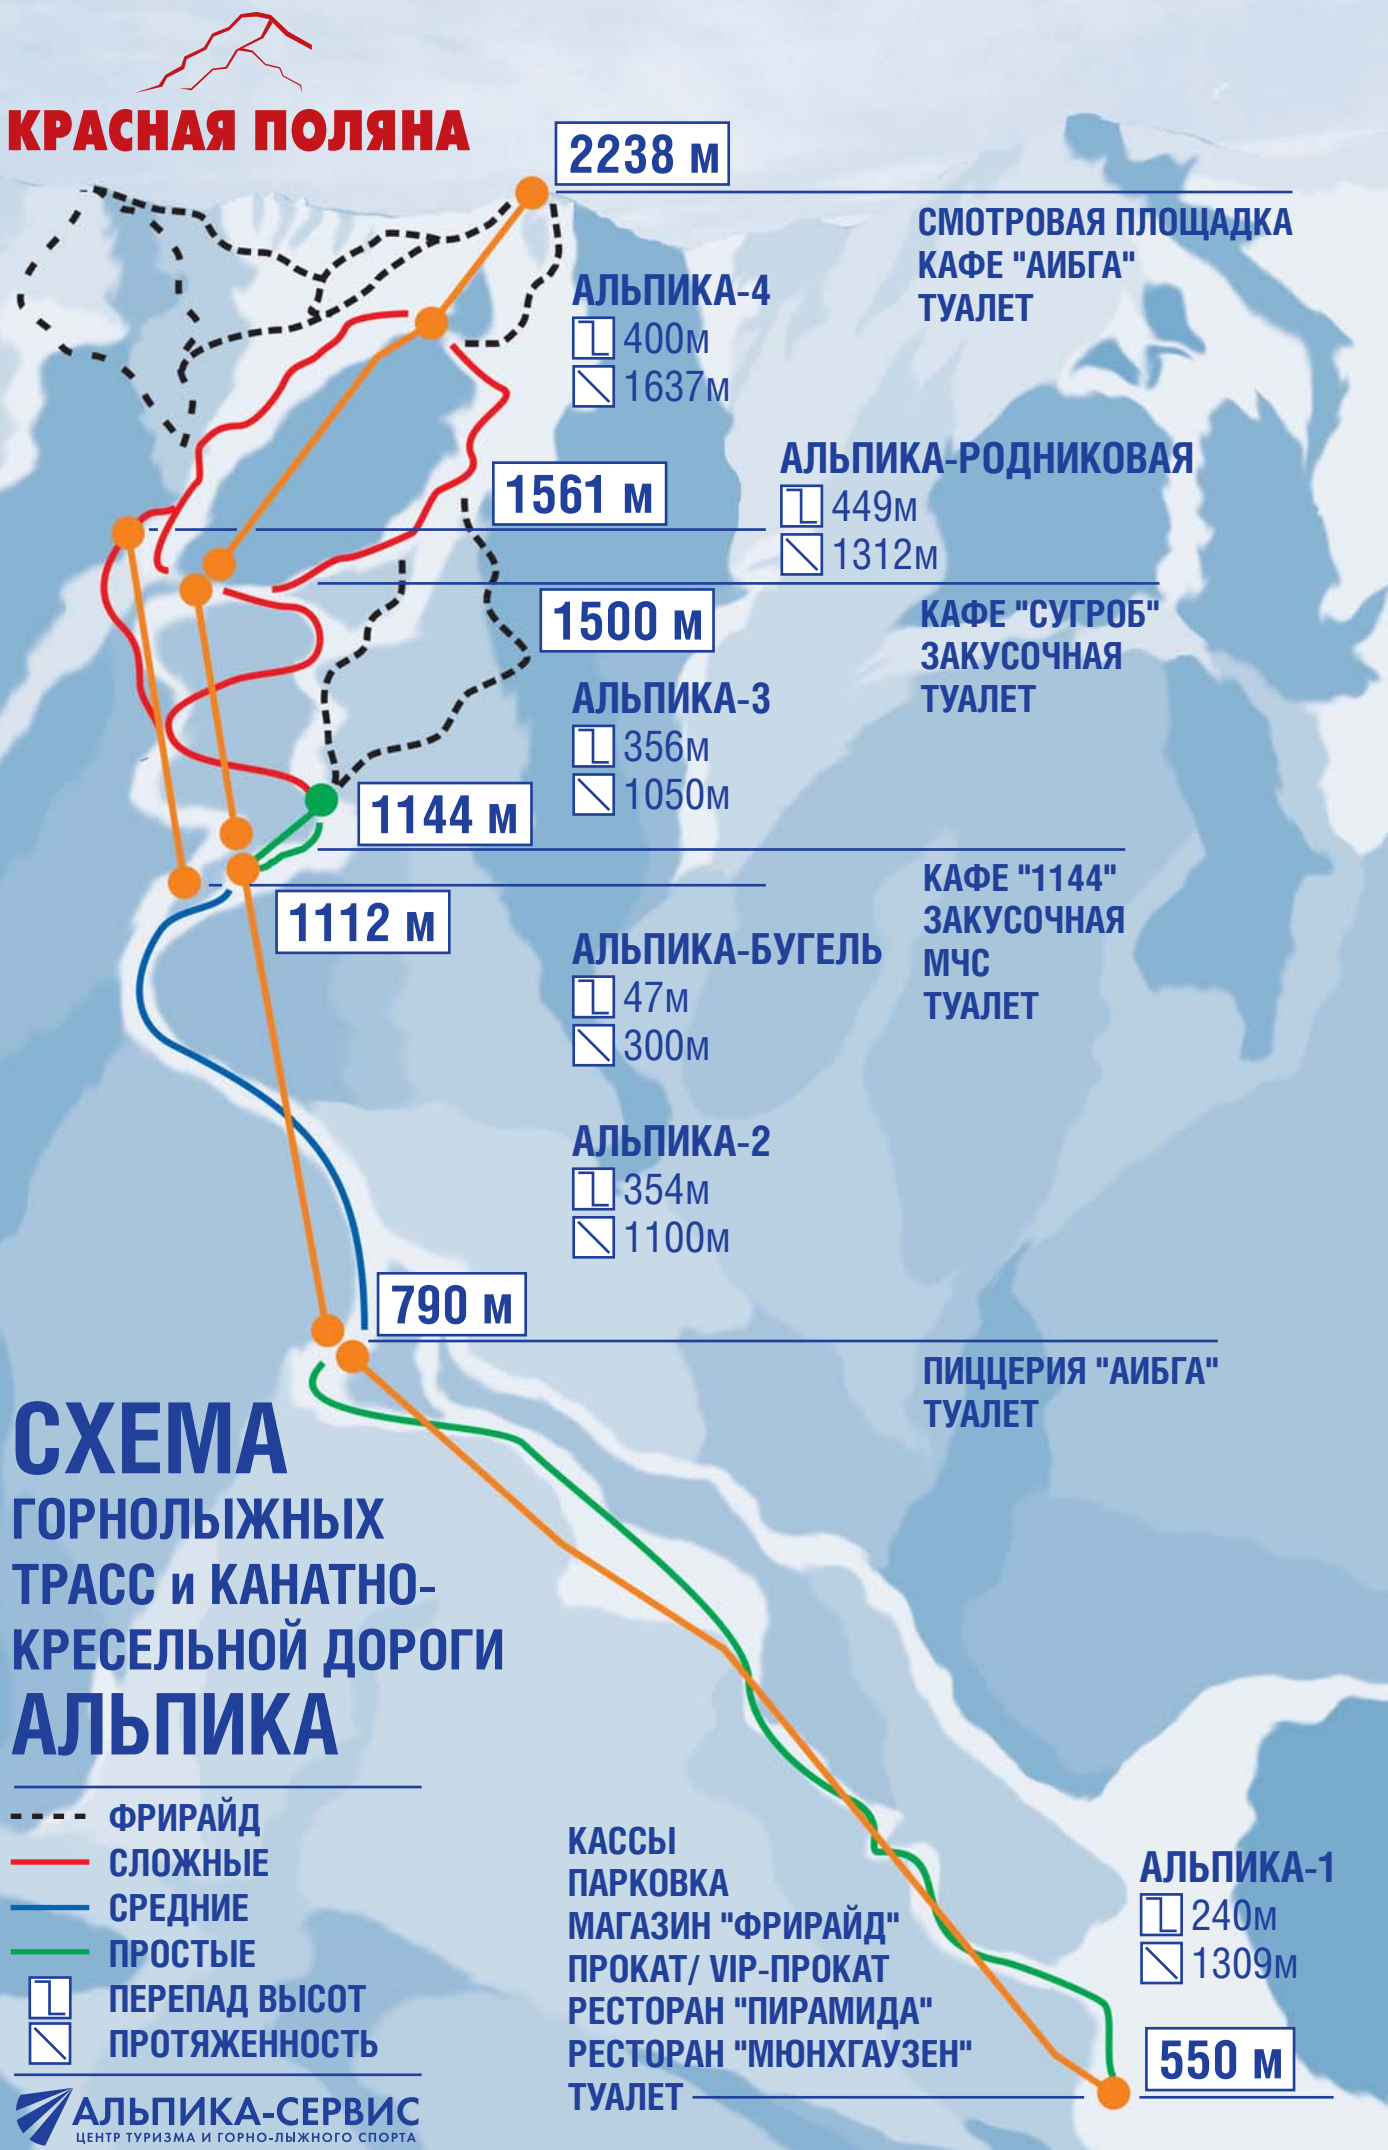 КРАСНАЯ ПОЛЯНА
2238 м
СМОТРОВАЯ ПЛОЩАДКА
КАФЕ "АИБГА"
ТУАЛЕТ
АЛЬПИКА-4
400м
1637м
АЛЬПИКА-РОДНИКОВАЯ
449м
1312м
1561 м
1500 м
КАФЕ "СУГРОБ"
ЗАКУСОЧНАЯ
ТУАЛЕТ
АЛЬПИКА-3
356м
1050м
1144 м
КАФЕ "1144"
ЗАКУСОЧНАЯ
МЧС
ТУАЛЕТ
1112 м
АЛЬПИКА-БУГЕЛЬ
47м
300м
АЛЬПИКА-2
354м
1100м
790 м
ПИЦЦЕРИЯ "АИБГА"
ТУАЛЕТ
СХЕМА
ГОРНОЛЫЖНЫХ
ТРАСС и КАНАТНО-
КРЕСЕЛЬНОЙ ДОРОГИ
АЛЬПИКА
ФРИРАЙД
СЛОЖНЫЕ
СРЕДНИЕ
ПРОСТЫЕ
ПЕРЕПАД ВЫСОТ
ПРОТЯЖЕННОСТЬ
АЛЬПИКА-СЕРВИС
ЦЕНТР ТУРИЗМА И ГОРНО-ЛЫЖНОГО СПОРТА
КАССЫ
ПАРКОВКА
МАГАЗИН "ФРИРАЙД"
ПРОКАТ/ VIP-ПРОКАТ
РЕСТОРАН "ПИРАМИДА"
РЕСТОРАН "МЮНХГАУЗЕН"
ТУАЛЕТ
АЛЬПИКА-1
240м
1309м
550 м